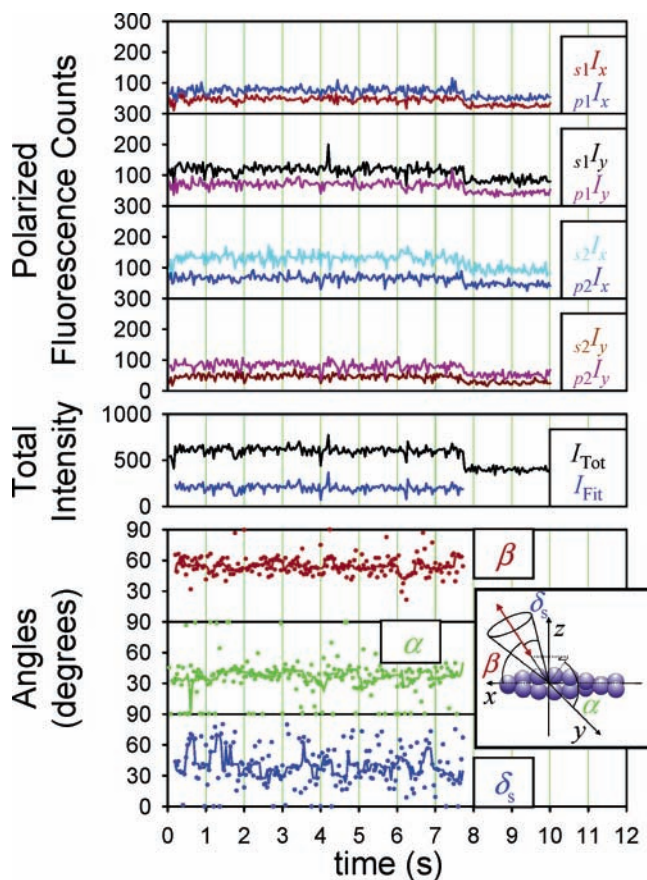 Polarized
Fluorescence Counts
300
200
100
300
200
100
300
200
100
300
200
100
0
s1Ix
p1Ix
s1Iy
p1Iy
s2Ix
p2Ix
s2Iy
p2Iy
Total
Intensity
1000
500
0
ITot
IFit
Angles
(degrees)
90
60
30
90
60
30
90
60
30
0
β
α
δs
δs
z
β
x
α
y
0 1 2 3 4 5 6 7 8 9 10 11 12
time (s)